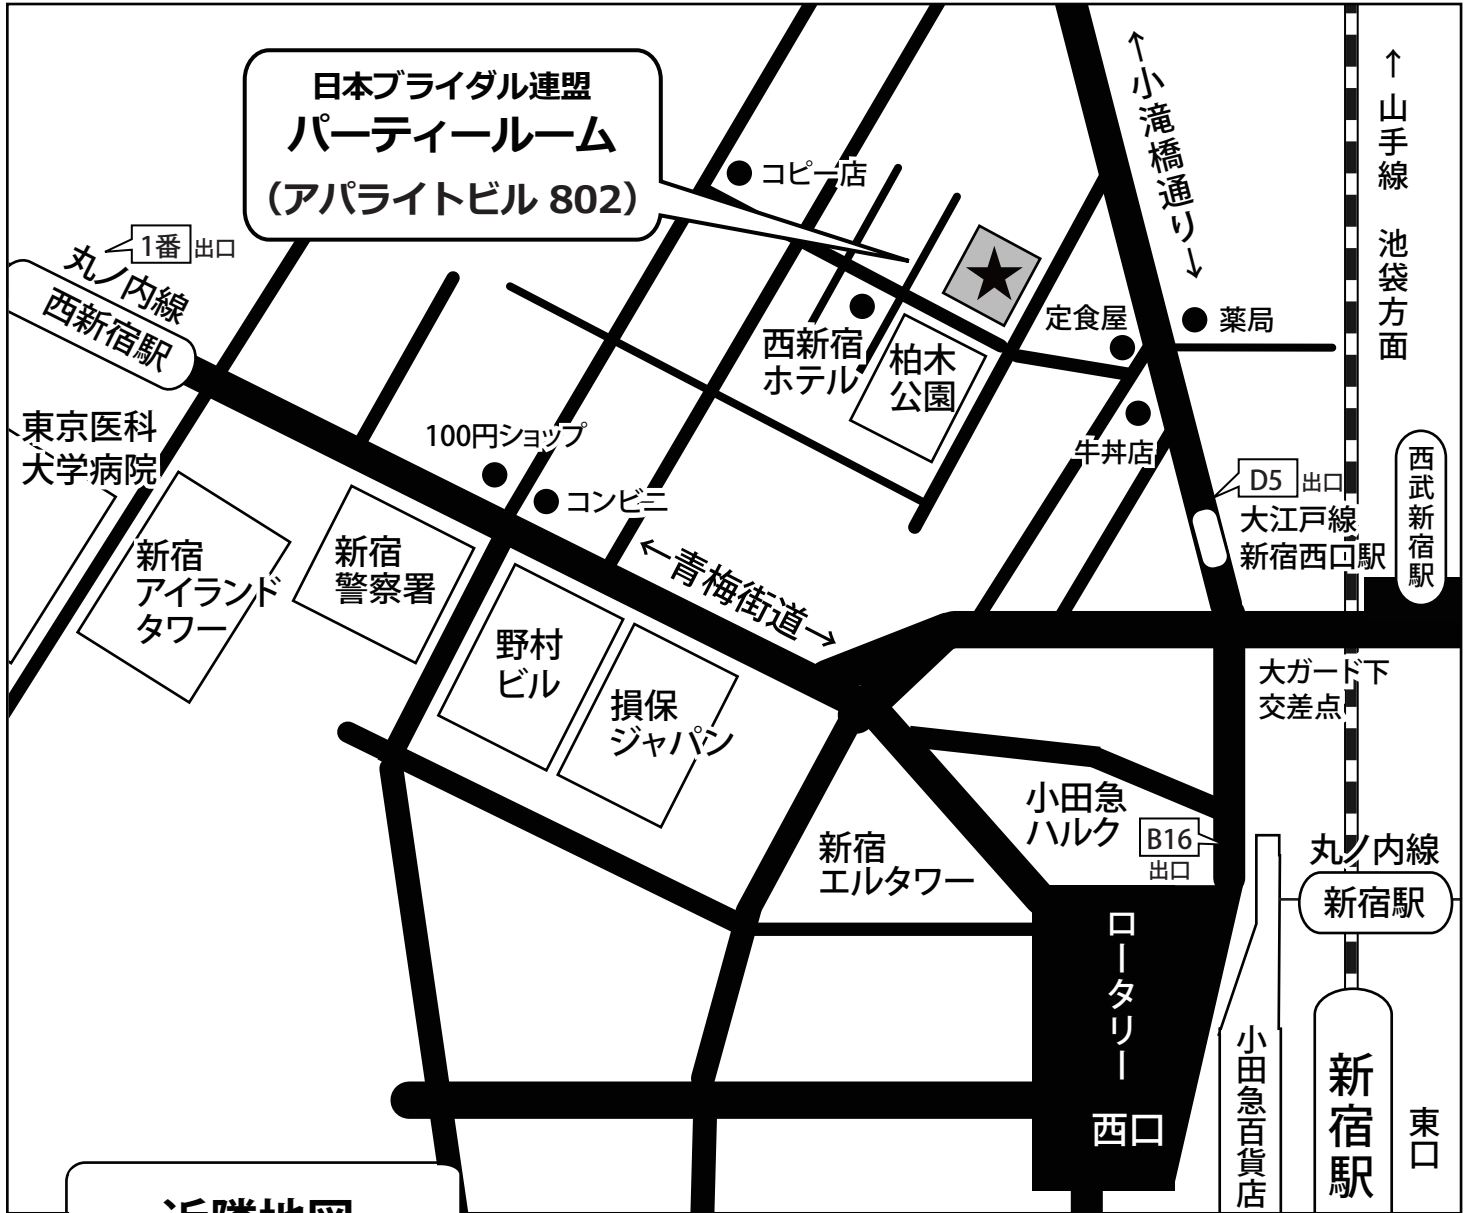 日本ブライダル連盟
パーティールーム
（アパライトビル 802）
コピー店
←小滝橋通り→
←山手線 池袋方面
1番 出口
丸ノ内線
西新宿駅
定食屋
薬局
西新宿
ホテル
柏木
公園
東京医科
大学病院
100円ショップ
コンビニ
牛丼店
D5 出口
大江戸線
新宿西口駅
西武新宿駅
新宿
アイランド
タワー
新宿
警察署
←青梅街道→
野村
ビル
損保
ジャパン
大ガード下
交差点
小田急
ハルク
B16
出口
新宿
エルタワー
丸ノ内線
新宿駅
ロータリー
西口
小田急百貨店
新宿駅
東口
近隣地図